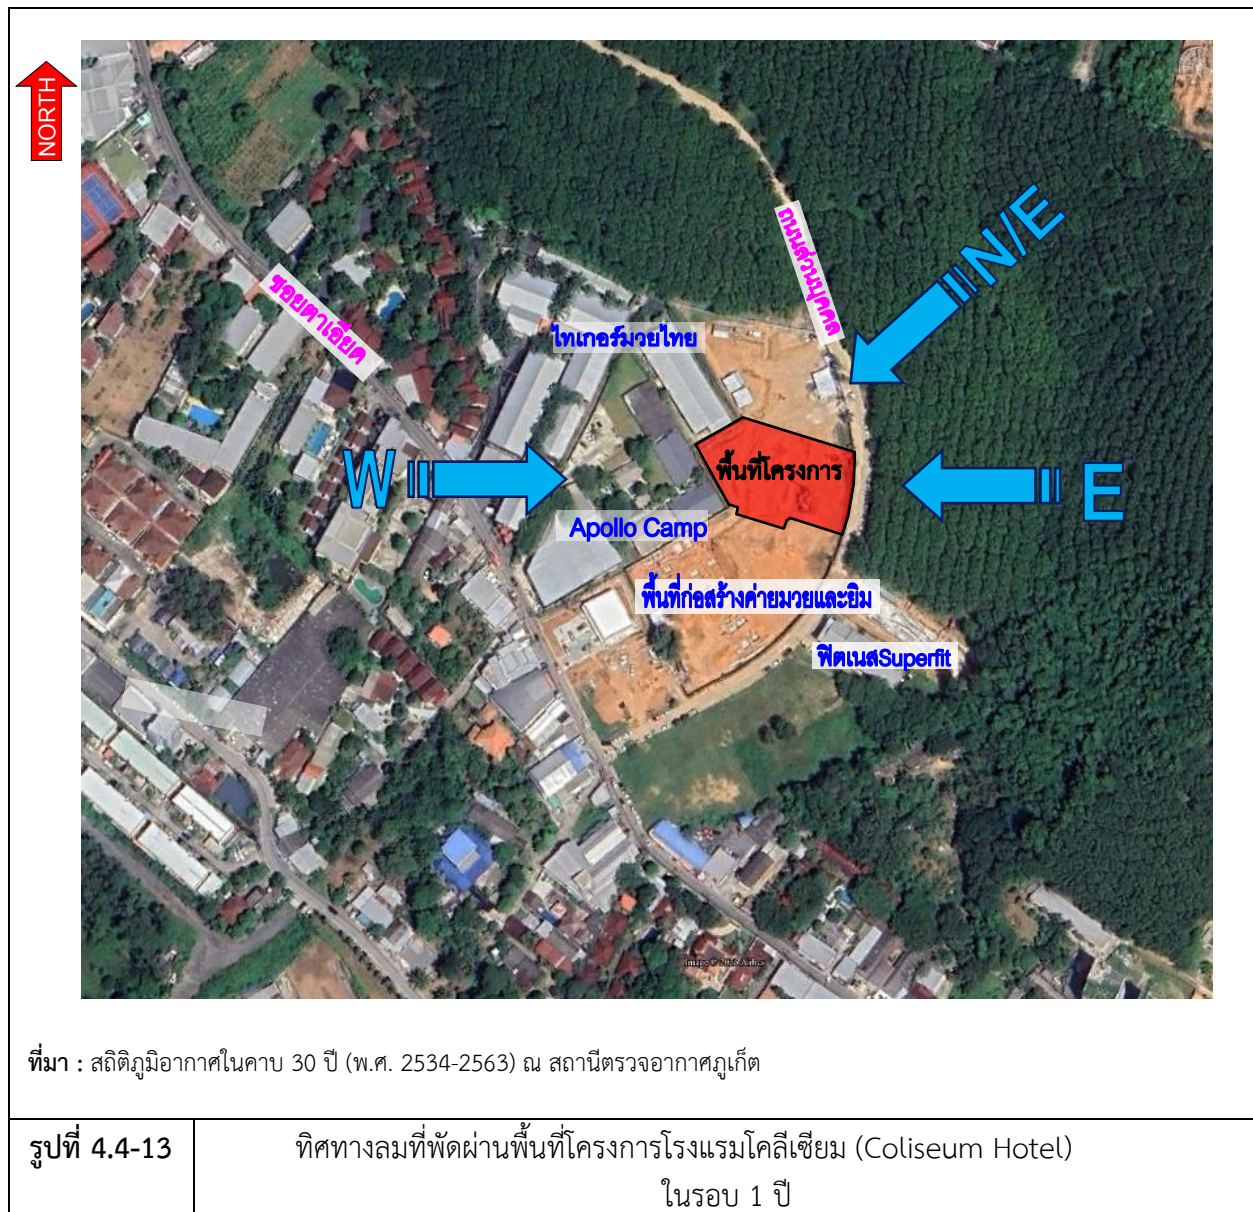 NORTH
ถนนส่วนบุคคล
N/E
ซอยตาเอียด
ไทเกอร์มวยไทย
W
พื้นที่โครงการ
E
Apollo Camp
พื้นที่ก่อสร้างค่ายมวยและยิม
ฟิตเนสSuperfit
ที่มา : สถิติภูมิอากาศในคาบ 30 ปี (พ.ศ. 2534-2563) ณ สถานีตรวจอากาศภูเก็ต
รูปที่ 4.4-13
ทิศทางลมที่พัดผ่านพื้นที่โครงการโรงแรมโคลีเซียม (Coliseum Hotel)
ในรอบ 1 ปี